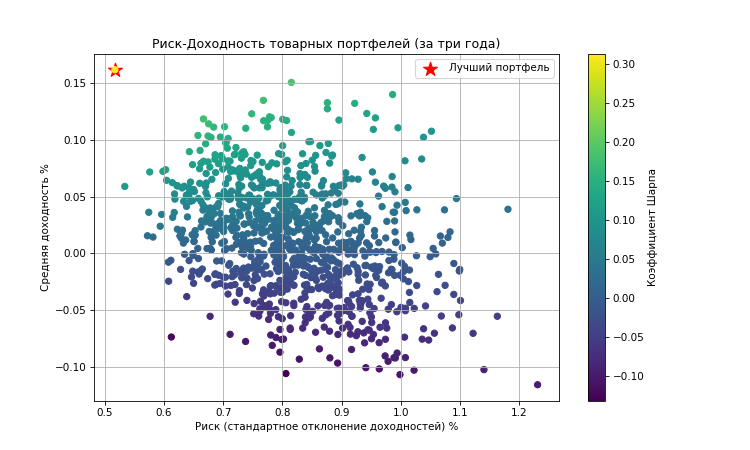 Риск-Доходность товарных портфелей (за три года)
Лучший портфель
Средняя доходность %
0.15
0.10
0.05
0.00
−0.05
−0.10
0.5 0.6 0.7 0.8 0.9 1.0 1.1 1.2
Риск (стандартное отклонение доходностей) %
0.30
0.25
0.20
0.15
0.10
0.05
0.00
−0.05
−0.10
Коэффициент Шарпа